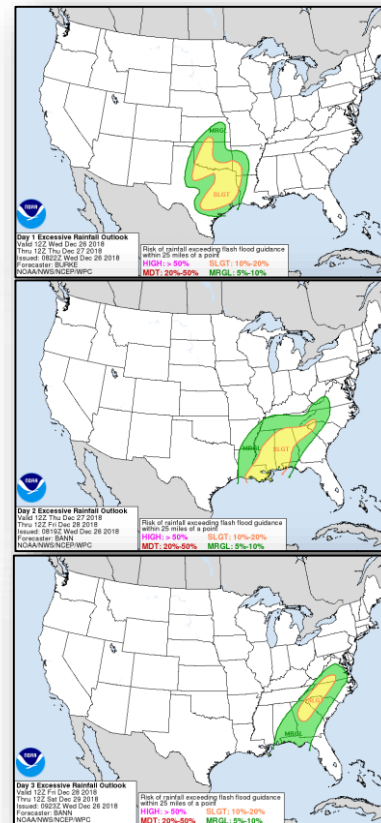 MRGL
SLGT
NOAA
Day 1 Excessive Rainfall Outlook
Valid 12Z Wed Dec 26 2018
Thru 12Z Thu Dec 27 2018
Issued: 0822Z Wed Dec 26 2018
Forecaster: BURKE
NOAA/NWS/NCEP/WPC
Risk of rainfall exceeding flash flood guidance
within 25 miles of a point
HIGH: > 50% SLGT: 10%-20%
MDT: 20%-50% MRGL: 5%-10%
MRGL
SLGT
NOAA
Day 2 Excessive Rainfall Outlook
Valid 12Z Thu Dec 27 2018
Thru 12Z Fri Dec 28 2018
Issued: 0819Z Wed Dec 26 2018
Forecaster: BANN
NOAA/NWS/NCEP/WPC
Risk of rainfall exceeding flash flood guidance
within 25 miles of a point
HIGH: > 50% SLGT: 10%-20%
MDT: 20%-50% MRGL: 5%-10%
SLGT
MRGL
NOAA
Day 3 Excessive Rainfall Outlook
Valid 12Z Fri Dec 28 2018
Thru 12Z Sat Dec 29 2018
Issued: 0923Z Wed Dec 26 2018
Forecaster: BANN
NOAA/NWS/NCEP/WPC
Risk of rainfall exceeding flash flood guidance
within 25 miles of a point
HIGH: > 50% SLGT: 10%-20%
MDT: 20%-50% MRGL: 5%-10%